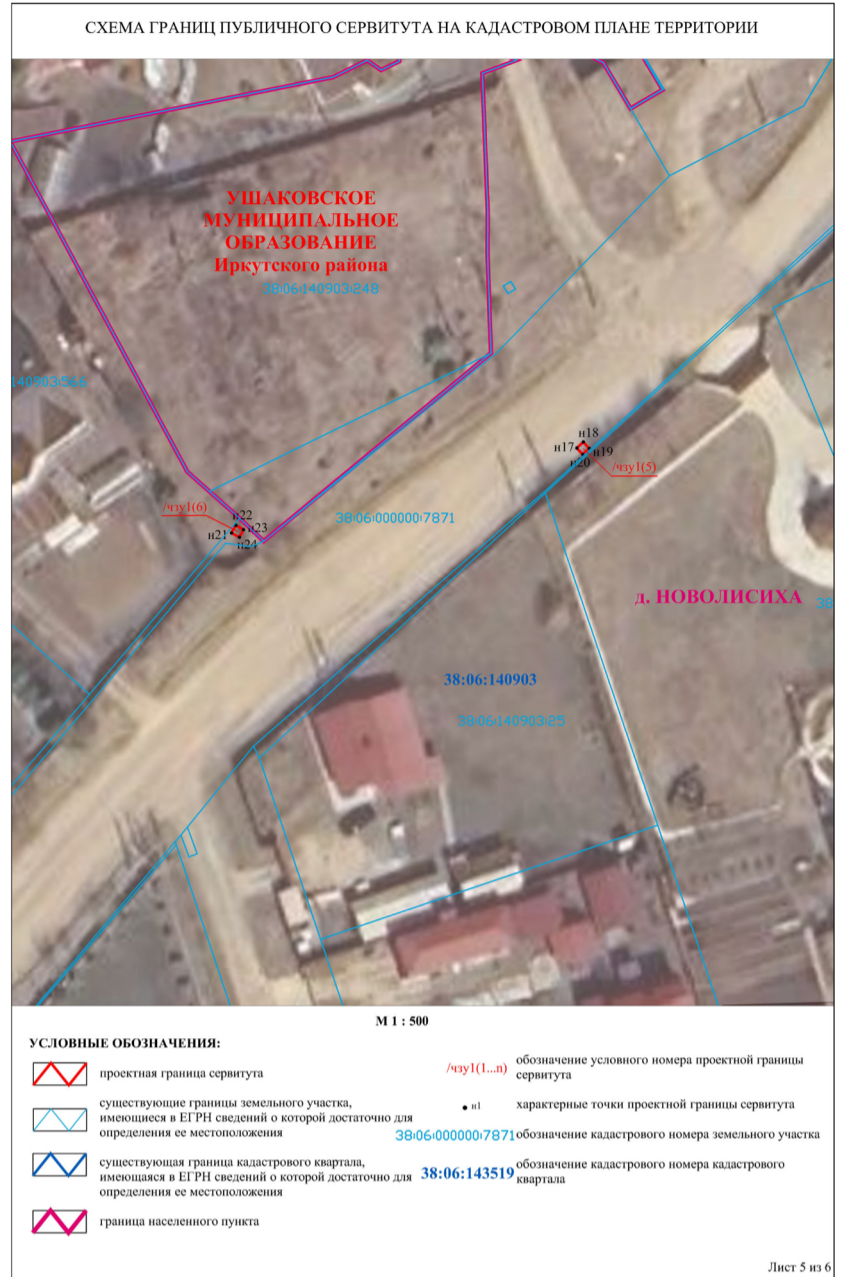 СХЕМА ГРАНИЦ ПУБЛИЧНОГО СЕРВИТУТА НА КАДАСТРОВОМ ПЛАНЕ ТЕРРИТОРИИ
УШАКОВСКОЕ
МУНИЦИПАЛЬНОЕ
ОБРАЗОВАНИЕ
Иркутского района
38:06:140903:248
140903:566
н18
н17
н19
н20
/чзу1(5)
/чзу1(6)
н22
н23
н21
н24
38:06:000000:7871
д. НОВОЛИСИХА
38
38:06:140903
38:06:140903:25
М 1 : 500
УСЛОВНЫЕ ОБОЗНАЧЕНИЯ:
проектная граница сервитута
существующие границы земельного участка,
имеющиеся в ЕГРН сведений о которой достаточно для
определения ее местоположения
существующая граница кадастрового квартала,
имеющаяся в ЕГРН сведений о которой достаточно для
определения ее местоположения
граница населенного пункта
/чзу1(1...n) обозначение условного номера проектной границы
сервитута
н1 характерные точки проектной границы сервитута
38:06:000000:7871 обозначение кадастрового номера земельного участка
38:06:143519 обозначение кадастрового номера кадастрового
квартала
Лист 5 из 6